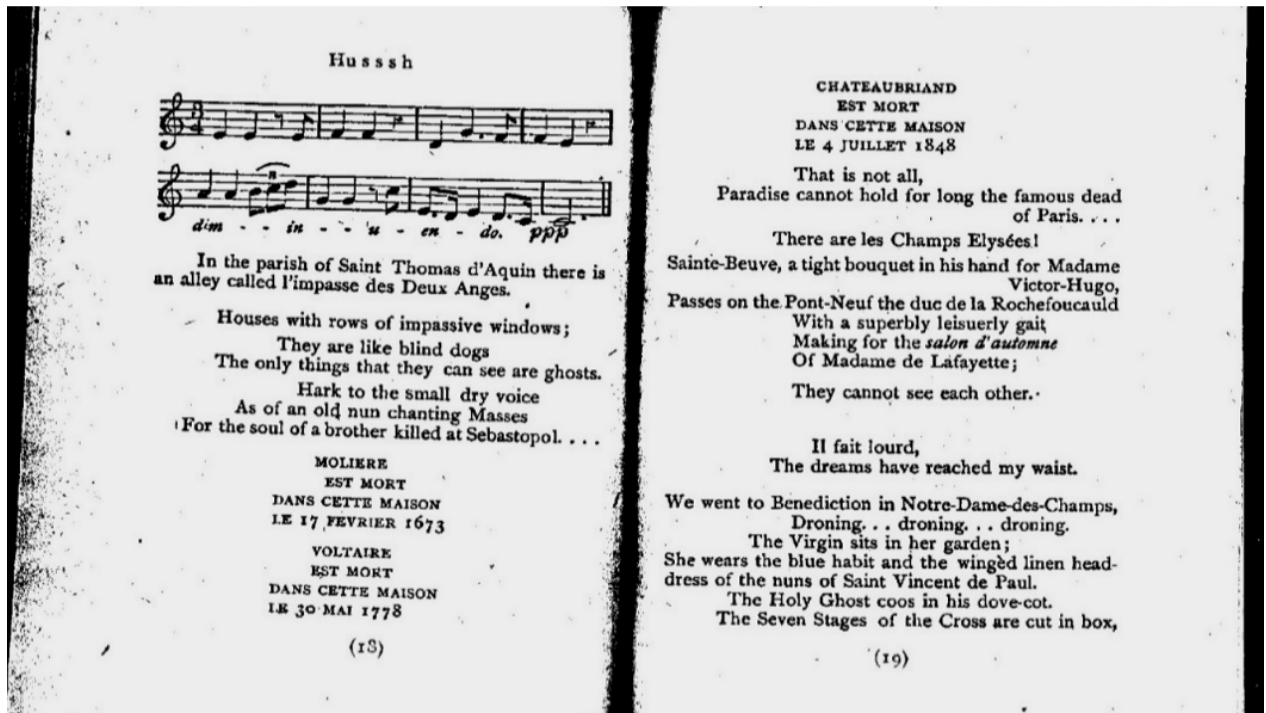 Husssh
dim - - in - - u - en - do. ppp
In the parish of Saint Thomas d'Aquin there is
an alley called l'impasse des Deux Anges.
Houses with rows of impassive windows;
They are like blind dogs
The only things that they can see are ghosts.
Hark to the small dry voice
As of an old nun chanting Masses
For the soul of a brother killed at Sebastopol. . . .
MOLIERE
EST MORT
DANS CETTE MAISON
LE 17 FEVRIER 1673
VOLTAIRE
EST MORT
DANS CETTE MAISON
LE 30 MAI 1778
(18)
CHATEAUBRIAND
EST MORT
DANS CETTE MAISON
LE 4 JUILLET 1848
That is not all,
Paradise cannot hold for long the famous dead
of Paris. . . .
There are les Champs Elysées!
Sainte-Beuve, a tight bouquet in his hand for Madame
Victor-Hugo,
Passes on the Pont-Neuf the duc de la Rochefoucauld
With a superbly leisuerly gait
Making for the salon d'automne
Of Madame de Lafayette;
They cannot see each other.
Il fait lourd,
The dreams have reached my waist.
We went to Benediction in Notre-Dame-des-Champs,
Droning. . . droning. . . droning.
The Virgin sits in her garden;
She wears the blue habit and the wingèd linen head-
dress of the nuns of Saint Vincent de Paul.
The Holy Ghost coos in his dove-cot.
The Seven Stages of the Cross are cut in box,
(19)